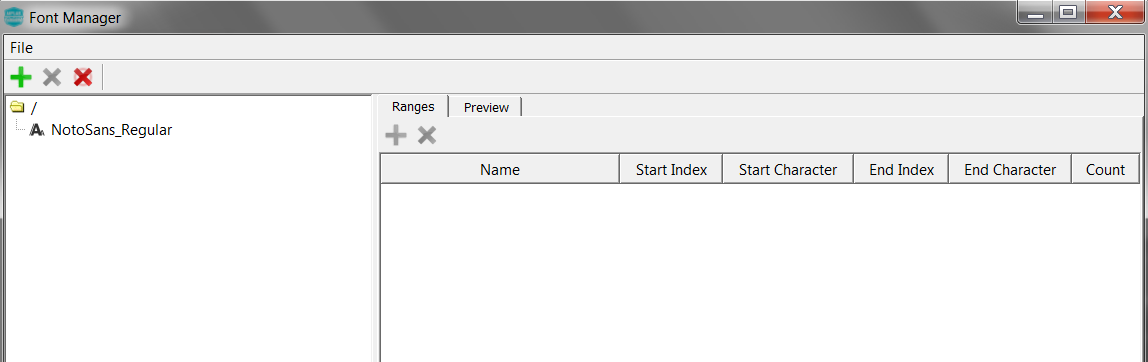 Font Manager
File
/
NotoSans_Regular
Ranges Preview
Name Start Index Start Character End Index End Character Count